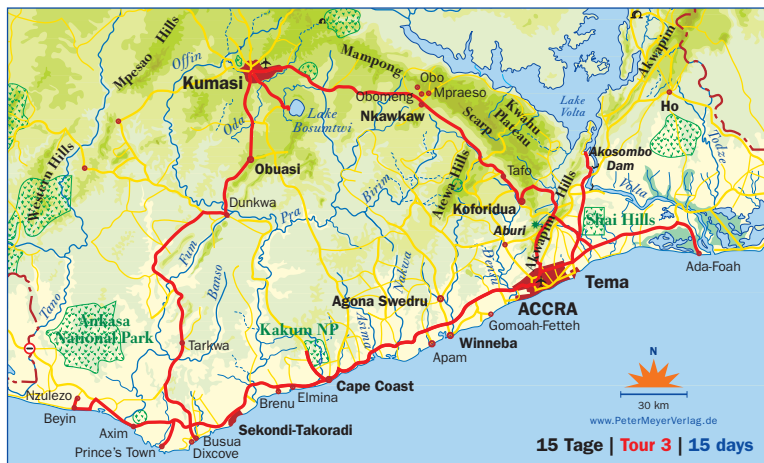 Mpesao Hills
Offin
Kumasi
Mampong
Scarp
Obo
Obomeng
Mpraeso
Nkawkaw
Kwahu
Plateau
Lake
Volta
Akwapim
Ho
Lake
Bosumtwi
Oda
Western Hills
Obuasi
Dunkwa
Pra
Birim
Atewa Hills
Tafo
Akosombo
Dam
Todze
Volta
Koforidua
Aburi
Akwapim Hills
Shai Hills
Densu
Nakwa
Fum
Banso
Tano
Ankasa
National Park
Tarkwa
Kakum NP
Asima
Agona Swedru
Tema
ACCRA
Ada-Foah
Gomoah-Fetteh
Winneba
Apam
Cape Coast
Elmina
Brenu
Sekondi-Takoradi
Nzulezo
Beyin
Axim
Prince's Town
Busua
Dixcove
N
30 km
www.PeterMeyerVerlag.de
15 Tage | Tour 3 | 15 days